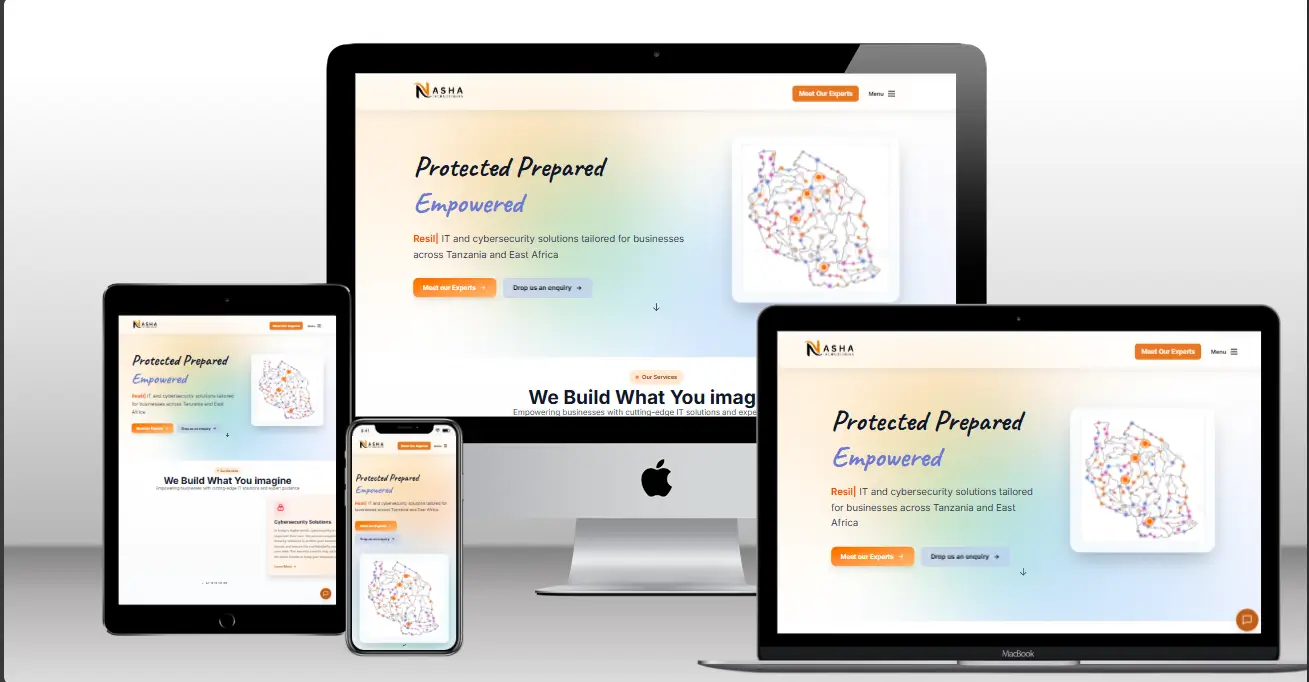 NASHA
Meet Our Experts
Menu
Protected Prepared
Empowered
Resil| IT and cybersecurity solutions tailored for businesses
across Tanzania and East Africa
Meet our Experts →
Drop us an enquiry →
↓
Our Services
We Build What You imag
Empowering businesses with cutting-edge IT solutions and expe
NASHA
Meet Our Experts
Menu
Protected Prepared
Empowered
Resil| IT and cybersecurity solutions tailored
for businesses across Tanzania and East
Africa
Meet our Experts →
Drop us an enquiry →
↓
Our Services
We Build What You imagine
Empowering businesses with cutting-edge IT solutions and expert guidance
Cybersecurity Solutions
NASHA
Meet Our Experts
Menu
Protected Prepared
Empowered
Resil| IT and cybersecurity solutions tailored for
businesses across Tanzania and East Africa
Meet our Experts →
Drop us an enquiry →
NASHA
Meet Our Experts
Menu
Protected Prepared
Empowered
Resil| IT and cybersecurity solutions tailored
for businesses across Tanzania and East
Africa
Meet our Experts →
Drop us an enquiry →
↓
MacBook